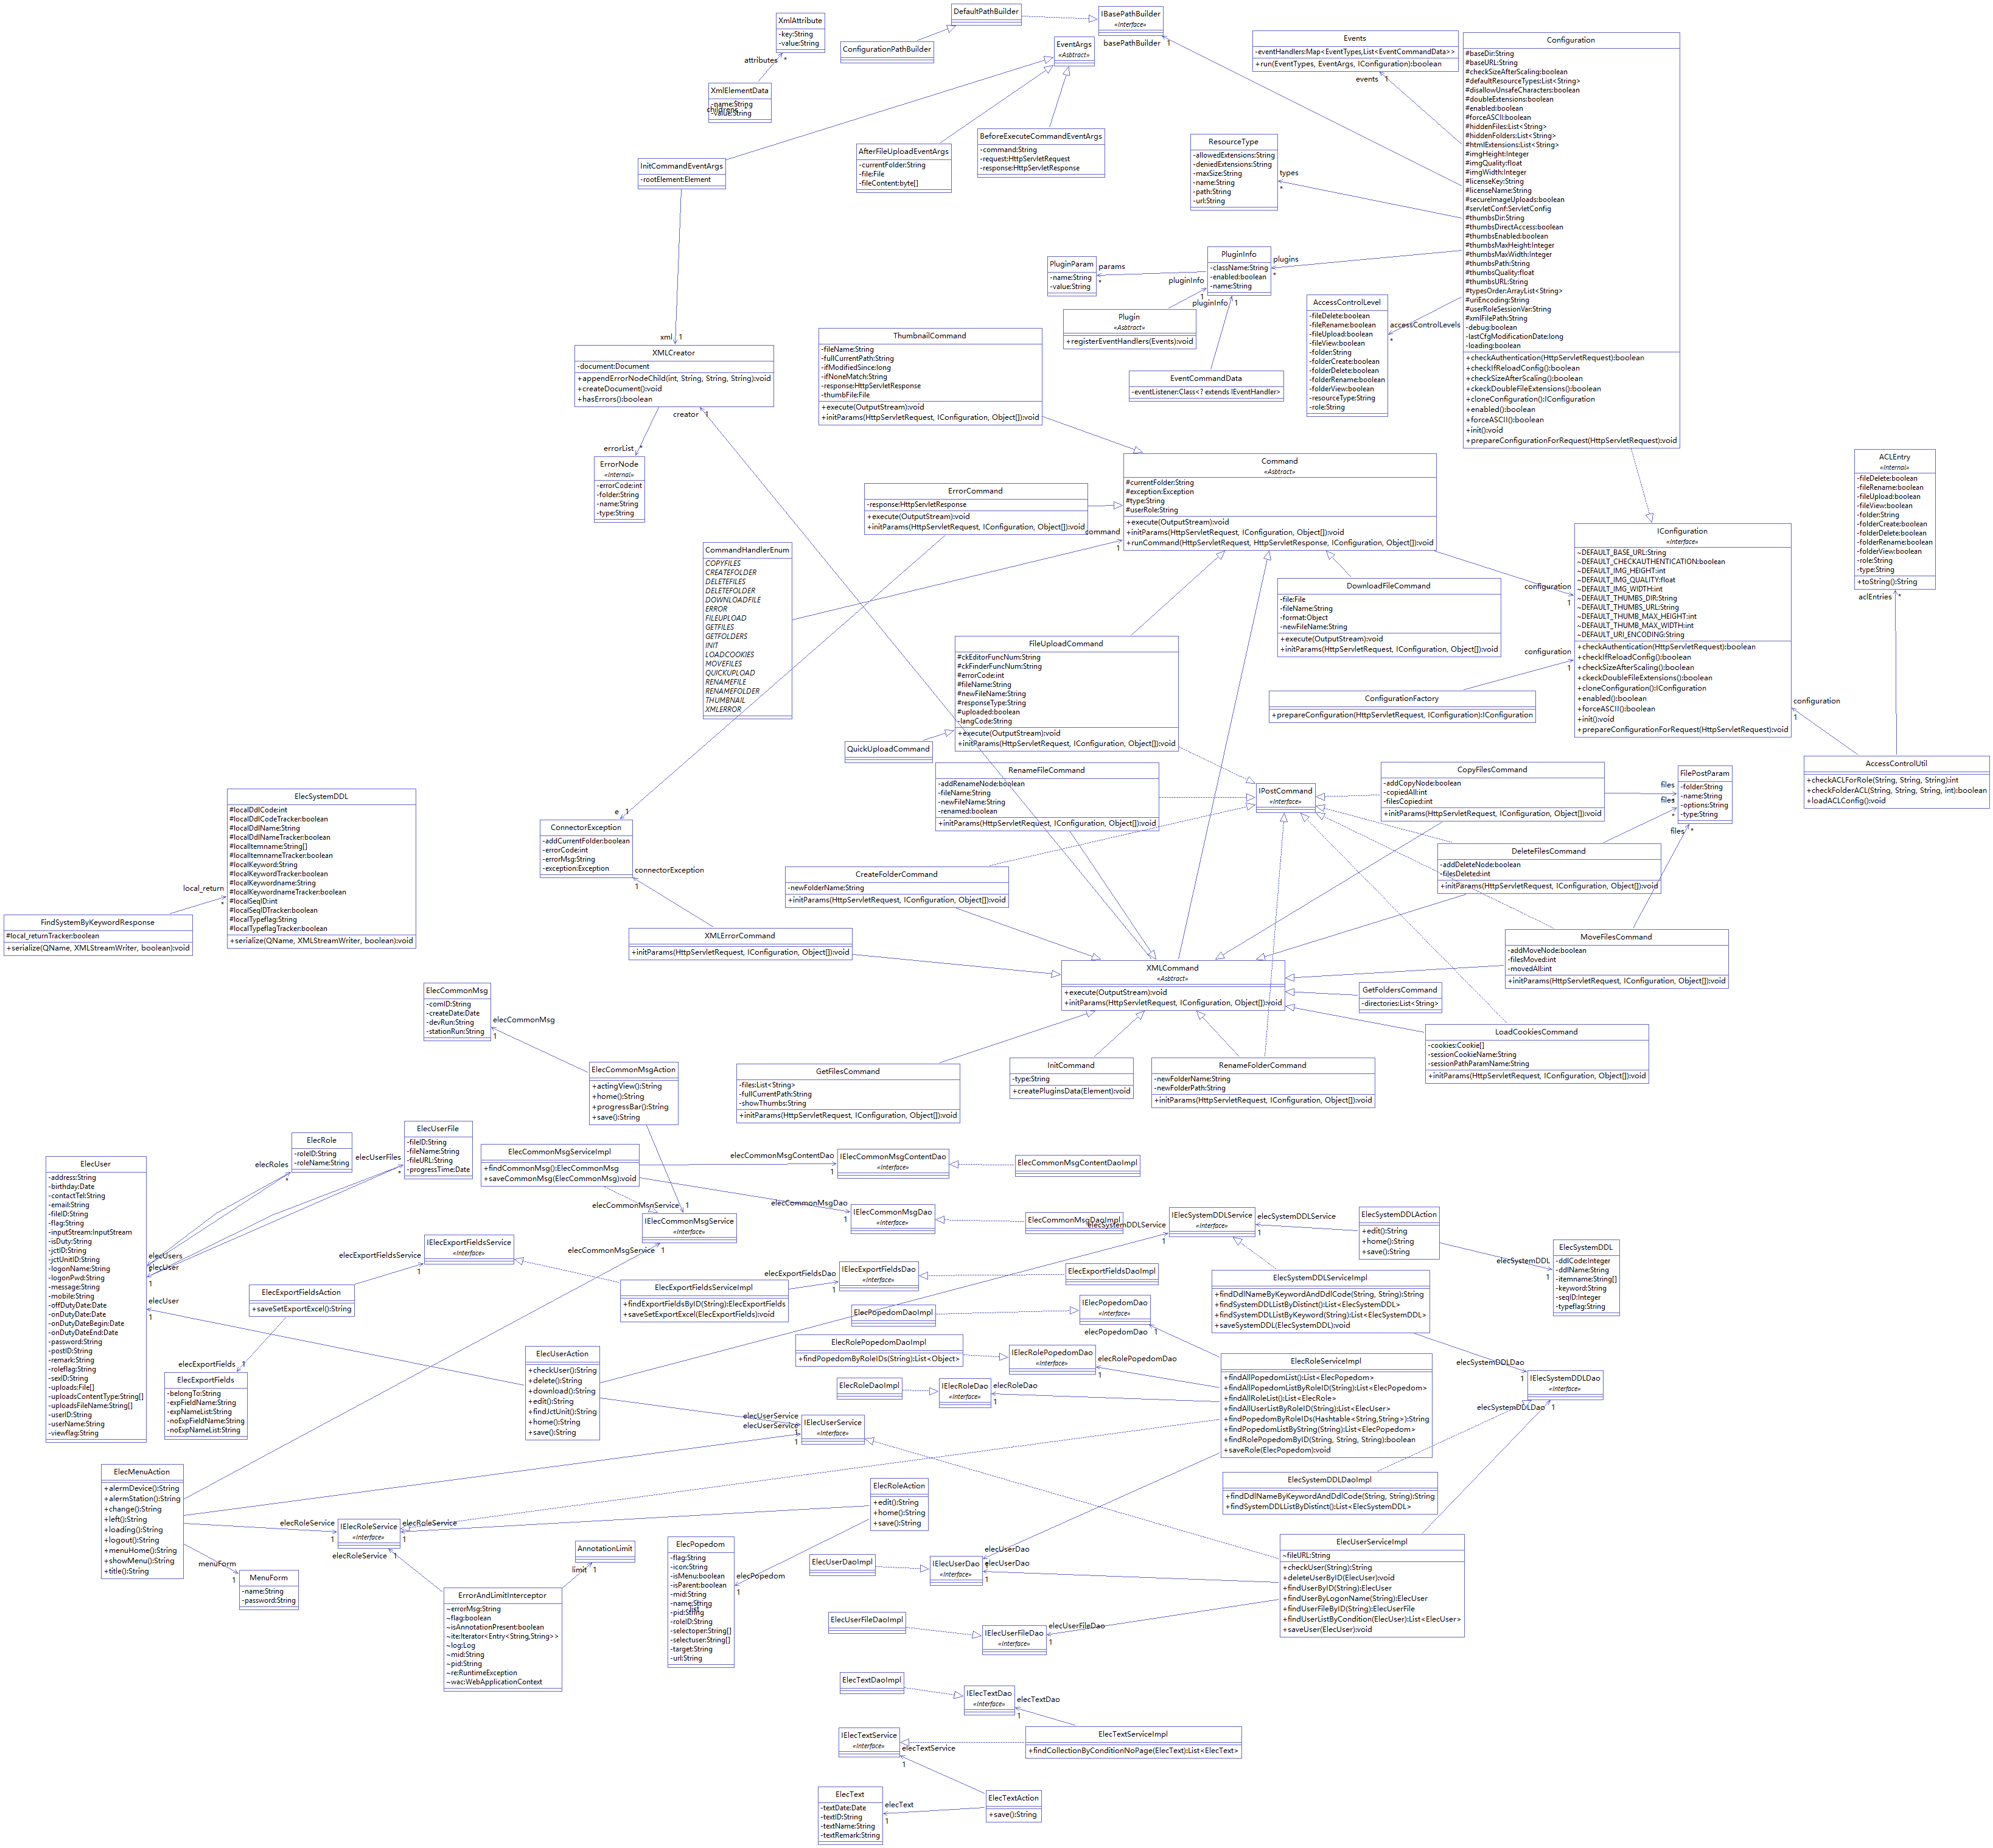 DefaultPathBuilder
IBasePathBuilder
«Interface»
basePathBuilder
1
ConfigurationPathBuilder
XmlAttribute
-key:String
-value:String
attributes
*
XmlElementData
-name:String
-value:String
childrens
EventArgs
«Asbtract»
Events
-eventHandlers:Map<EventTypes,List<EventCommandData>>
+run(EventTypes, EventArgs, IConfiguration):boolean
events
1
Configuration
#baseDir:String
#baseURL:String
#checkSizeAfterScaling:boolean
#defaultResourceTypes:List<String>
#disallowUnsafeCharacters:boolean
#doubleExtensions:boolean
#enabled:boolean
#forceASCII:boolean
#hiddenFiles:List<String>
#hiddenFolders:List<String>
#htmlExtensions:List<String>
#imgHeight:Integer
#imgQuality:float
#imgWidth:Integer
#licenseKey:String
#licenseName:String
#secureImageUploads:boolean
#servletConf:ServletConfig
#thumbsDir:String
#thumbsDirectAccess:boolean
#thumbsEnabled:boolean
#thumbsMaxHeight:Integer
#thumbsMaxWidth:Integer
#thumbsPath:String
#thumbsQuality:float
#thumbsURL:String
#typesOrder:ArrayList<String>
#uriEncoding:String
#userRoleSessionVar:String
#xmlFilePath:String
-debug:boolean
-lastCfgModificationDate:long
-loading:boolean
+checkAuthentication(HttpServletRequest):boolean
+checkIfReloadConfig():boolean
+checkSizeAfterScaling():boolean
+ckeckDoubleFileExtensions():boolean
+cloneConfiguration():IConfiguration
+enabled():boolean
+forceASCII():boolean
+init():void
+prepareConfigurationForRequest(HttpServletRequest):void
InitCommandEventArgs
-rootElement:Element
AfterFileUploadEventArgs
-currentFolder:String
-file:File
-fileContent:byte[]
BeforeExecuteCommandEventArgs
-command:String
-request:HttpServletRequest
-response:HttpServletResponse
ResourceType
-allowedExtensions:String
-deniedExtensions:String
-maxSize:String
-name:String
-path:String
-url:String
types
*
PluginParam
-name:String
-value:String
params
*
PluginInfo
-className:String
-enabled:boolean
-name:String
plugins
*
pluginInfo
1
pluginInfo
1
Plugin
«Asbtract»
+registerEventHandlers(Events):void
EventCommandData
-eventListener:Class<? extends IEventHandler>
AccessControlLevel
-fileDelete:boolean
-fileRename:boolean
-fileUpload:boolean
-fileView:boolean
-folder:String
-folderCreate:boolean
-folderDelete:boolean
-folderRename:boolean
-folderView:boolean
-resourceType:String
-role:String
accessControlLevels
*
xml
1
XMLCreator
-document:Document
+appendErrorNodeChild(int, String, String, String):void
+createDocument():void
+hasErrors():boolean
creator
1
errorList
*
ErrorNode
«Internal»
-errorCode:int
-folder:String
-name:String
-type:String
ThumbnailCommand
-fileName:String
-fullCurrentPath:String
-ifModifiedSince:long
-ifNoneMatch:String
-response:HttpServletResponse
-thumbFile:File
+execute(OutputStream):void
+initParams(HttpServletRequest, IConfiguration, Object[]):void
Command
«Asbtract»
#currentFolder:String
#exception:Exception
#type:String
#userRole:String
+execute(OutputStream):void
+initParams(HttpServletRequest, IConfiguration, Object[]):void
+runCommand(HttpServletRequest, HttpServletResponse, IConfiguration, Object[]):void
ErrorCommand
-response:HttpServletResponse
+execute(OutputStream):void
+initParams(HttpServletRequest, IConfiguration, Object[]):void
command
1
CommandHandlerEnum
COPYFILES
CREATEFOLDER
DELETEFILES
DELETEFOLDER
DOWNLOADFILE
ERROR
FILEUPLOAD
GETFILES
GETFOLDERS
INIT
LOADCOOKIES
MOVEFILES
QUICKUPLOAD
RENAMEFILE
RENAMEFOLDER
THUMBNAIL
XMLERROR
ACLEntry
«Internal»
-fileDelete:boolean
-fileRename:boolean
-fileUpload:boolean
-fileView:boolean
-folder:String
-folderCreate:boolean
-folderDelete:boolean
-folderRename:boolean
-folderView:boolean
-role:String
-type:String
+toString():String
aclEntries
*
IConfiguration
«Interface»
~DEFAULT_BASE_URL:String
~DEFAULT_CHECKAUTHENTICATION:boolean
~DEFAULT_IMG_HEIGHT:int
~DEFAULT_IMG_QUALITY:float
~DEFAULT_IMG_WIDTH:int
~DEFAULT_THUMBS_DIR:String
~DEFAULT_THUMBS_URL:String
~DEFAULT_THUMB_MAX_HEIGHT:int
~DEFAULT_THUMB_MAX_WIDTH:int
~DEFAULT_URI_ENCODING:String
+checkAuthentication(HttpServletRequest):boolean
+checkIfReloadConfig():boolean
+checkSizeAfterScaling():boolean
+ckeckDoubleFileExtensions():boolean
+cloneConfiguration():IConfiguration
+enabled():boolean
+forceASCII():boolean
+init():void
+prepareConfigurationForRequest(HttpServletRequest):void
configuration
1
configuration
1
configuration
1
DownloadFileCommand
-file:File
-fileName:String
-format:Object
-newFileName:String
+execute(OutputStream):void
+initParams(HttpServletRequest, IConfiguration, Object[]):void
FileUploadCommand
#ckEditorFuncNum:String
#ckFinderFuncNum:String
#errorCode:int
#fileName:String
#newFileName:String
#responseType:String
#uploaded:boolean
-langCode:String
+execute(OutputStream):void
+initParams(HttpServletRequest, IConfiguration, Object[]):void
ConfigurationFactory
+prepareConfiguration(HttpServletRequest, IConfiguration):IConfiguration
QuickUploadCommand
AccessControlUtil
+checkACLForRole(String, String, String):int
+checkFolderACL(String, String, String, int):boolean
+loadACLConfig():void
RenameFileCommand
-addRenameNode:boolean
-fileName:String
-newFileName:String
-renamed:boolean
+initParams(HttpServletRequest, IConfiguration, Object[]):void
IPostCommand
«Interface»
CopyFilesCommand
-addCopyNode:boolean
-copiedAll:int
-filesCopied:int
+initParams(HttpServletRequest, IConfiguration, Object[]):void
FilePostParam
-folder:String
-name:String
-options:String
-type:String
files
*
files
*
files
*
DeleteFilesCommand
-addDeleteNode:boolean
-filesDeleted:int
+initParams(HttpServletRequest, IConfiguration, Object[]):void
ElecSystemDDL
#localDdlCode:int
#localDdlCodeTracker:boolean
#localDdlName:String
#localDdlNameTracker:boolean
#localItemname:String[]
#localItemnameTracker:boolean
#localKeyword:String
#localKeywordTracker:boolean
#localKeywordname:String
#localKeywordnameTracker:boolean
#localSeqID:int
#localSeqIDTracker:boolean
#localTypeflag:String
#localTypeflagTracker:boolean
+serialize(QName, XMLStreamWriter, boolean):void
local_return
*
FindSystemByKeywordResponse
#local_returnTracker:boolean
+serialize(QName, XMLStreamWriter, boolean):void
e
1
ConnectorException
-addCurrentFolder:boolean
-errorCode:int
-errorMsg:String
-exception:Exception
connectorException
1
CreateFolderCommand
-newFolderName:String
+initParams(HttpServletRequest, IConfiguration, Object[]):void
XMLErrorCommand
+initParams(HttpServletRequest, IConfiguration, Object[]):void
XMLCommand
«Asbtract»
+execute(OutputStream):void
+initParams(HttpServletRequest, IConfiguration, Object[]):void
MoveFilesCommand
-addMoveNode:boolean
-filesMoved:int
-movedAll:int
+initParams(HttpServletRequest, IConfiguration, Object[]):void
GetFoldersCommand
-directories:List<String>
LoadCookiesCommand
-cookies:Cookie[]
-sessionCookieName:String
-sessionPathParamName:String
+initParams(HttpServletRequest, IConfiguration, Object[]):void
GetFilesCommand
-files:List<String>
-fullCurrentPath:String
-showThumbs:String
+initParams(HttpServletRequest, IConfiguration, Object[]):void
InitCommand
-type:String
+createPluginsData(Element):void
RenameFolderCommand
-newFolderName:String
-newFolderPath:String
+initParams(HttpServletRequest, IConfiguration, Object[]):void
ElecCommonMsg
-comID:String
-createDate:Date
-devRun:String
-stationRun:String
elecCommonMsg
1
ElecCommonMsgAction
+actingView():String
+home():String
+progressBar():String
+save():String
ElecUser
-address:String
-birthday:Date
-contactTel:String
-email:String
-fileID:String
-flag:String
-inputStream:InputStream
-isDuty:String
-jctID:String
-jctUnitID:String
-logonName:String
-logonPwd:String
-message:String
-mobile:String
-offDutyDate:Date
-onDutyDate:Date
-onDutyDateBegin:Date
-onDutyDateEnd:Date
-password:String
-postID:String
-remark:String
-roleflag:String
-sexID:String
-uploads:File[]
-uploadsContentType:String[]
-uploadsFileName:String[]
-userID:String
-userName:String
-viewflag:String
ElecRole
-roleID:String
-roleName:String
elecRoles
*
ElecUserFile
-fileID:String
-fileName:String
-fileURL:String
-progressTime:Date
elecUserFiles
*
elecUsers
elecUser
1
elecUser
1
ElecCommonMsgServiceImpl
+findCommonMsg():ElecCommonMsg
+saveCommonMsg(ElecCommonMsg):void
elecCommonMsgContentDao
1
IElecCommonMsgContentDao
«Interface»
ElecCommonMsgContentDaoImpl
elecCommonMsgDao
1
IElecCommonMsgDao
«Interface»
ElecCommonMsgDaoImpl
elecCommonMsgService
1
IElecCommonMsgService
«Interface»
elecCommonMsgService
1
IElecExportFieldsService
«Interface»
elecExportFieldsService
1
ElecExportFieldsAction
+saveSetExportExcel():String
ElecExportFieldsServiceImpl
+findExportFieldsByID(String):ElecExportFields
+saveSetExportExcel(ElecExportFields):void
elecExportFieldsDao
1
IElecExportFieldsDao
«Interface»
ElecExportFieldsDaoImpl
elecExportFields
1
ElecExportFields
-belongTo:String
-expFieldName:String
-expNameList:String
-noExpFieldName:String
-noExpNameList:String
elecSystemDDLService
1
IElecSystemDDLService
«Interface»
elecSystemDDLService
1
ElecSystemDDLAction
+edit():String
+home():String
+save():String
elecSystemDDL
1
ElecSystemDDL
-ddlCode:Integer
-ddlName:String
-itemname:String[]
-keyword:String
-seqID:Integer
-typeflag:String
ElecSystemDDLServiceImpl
+findDdlNameByKeywordAndDdlCode(String, String):String
+findSystemDDLListByDistinct():List<ElecSystemDDL>
+findSystemDDLListByKeyword(String):List<ElecSystemDDL>
+saveSystemDDL(ElecSystemDDL):void
ElecPopedomDaoImpl
IElecPopedomDao
«Interface»
elecPopedomDao
1
ElecRolePopedomDaoImpl
+findPopedomByRoleIDs(String):List<Object>
IElecRolePopedomDao
«Interface»
elecRolePopedomDao
1
ElecRoleDaoImpl
IElecRoleDao
«Interface»
elecRoleDao
1
ElecRoleServiceImpl
+findAllPopedomList():List<ElecPopedom>
+findAllPopedomListByRoleID(String):List<ElecPopedom>
+findAllRoleList():List<ElecRole>
+findAllUserListByRoleID(String):List<ElecUser>
+findPopedomByRoleIDs(Hashtable<String,String>):String
+findPopedomListByString(String):List<ElecPopedom>
+findRolePopedomByID(String, String, String):boolean
+saveRole(ElecPopedom):void
elecSystemDDLDao
1
IElecSystemDDLDao
«Interface»
elecSystemDDLDao
1
ElecUserAction
+checkUser():String
+delete():String
+download():String
+edit():String
+findJctUnit():String
+home():String
+save():String
elecUserService
1
elecUserService
1
IElecUserService
«Interface»
ElecSystemDDLDaoImpl
+findDdlNameByKeywordAndDdlCode(String, String):String
+findSystemDDLListByDistinct():List<ElecSystemDDL>
ElecMenuAction
+alermDevice():String
+alermStation():String
+change():String
+left():String
+loading():String
+logout():String
+menuHome():String
+showMenu():String
+title():String
elecRoleService
1
IElecRoleService
«Interface»
elecRoleService
1
elecRoleService
1
ElecRoleAction
+edit():String
+home():String
+save():String
menuForm
1
MenuForm
-name:String
-password:String
AnnotationLimit
limit
1
ErrorAndLimitInterceptor
~errorMsg:String
~flag:boolean
~isAnnotationPresent:boolean
~ite:Iterator<Entry<String,String>>
~log:Log
~mid:String
~pid:String
~re:RuntimeException
~wac:WebApplicationContext
ElecPopedom
-flag:String
-icon:String
-isMenu:boolean
-isParent:boolean
-mid:String
-name:String
-pid:String
-roleID:String
-selectoper:String[]
-selectuser:String[]
-target:String
-url:String
list
elecPopedom
1
ElecUserDaoImpl
IElecUserDao
«Interface»
elecUserDao
elecUserDao
1
ElecUserServiceImpl
~fileURL:String
+checkUser(String):String
+deleteUserByID(ElecUser):void
+findUserByID(String):ElecUser
+findUserByLogonName(String):ElecUser
+findUserFileByID(String):ElecUserFile
+findUserListByCondition(ElecUser):List<ElecUser>
+saveUser(ElecUser):void
ElecUserFileDaoImpl
IElecUserFileDao
«Interface»
elecUserFileDao
1
ElecTextDaoImpl
IElecTextDao
«Interface»
elecTextDao
1
IElecTextService
«Interface»
elecTextService
1
ElecTextServiceImpl
+findCollectionByConditionNoPage(ElecText):List<ElecText>
ElecText
-textDate:Date
-textID:String
-textName:String
-textRemark:String
elecText
1
ElecTextAction
+save():String